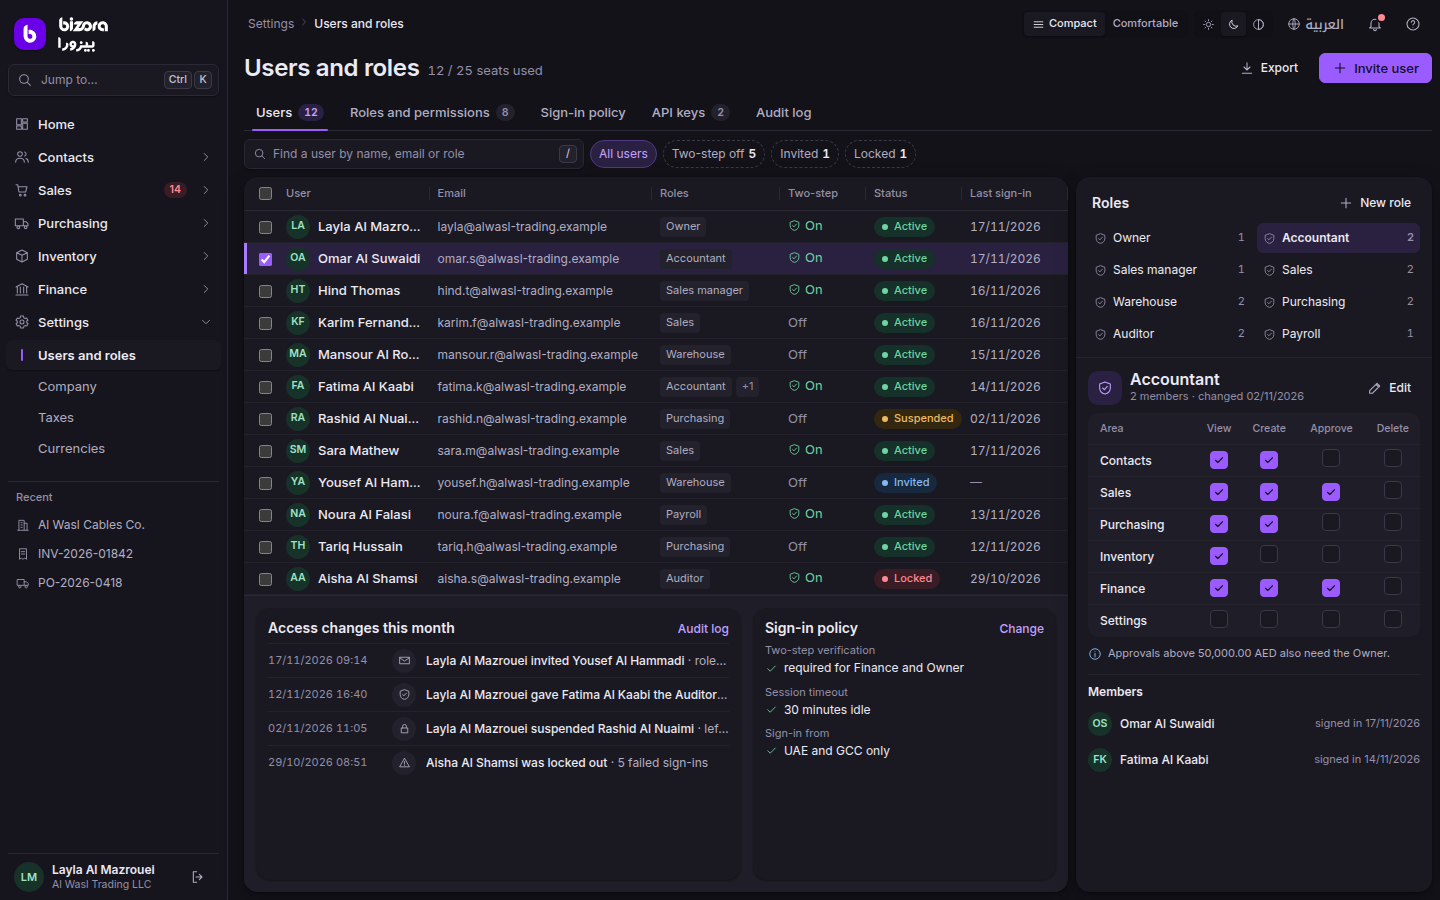 bizora
بيزورا
Jump to... Ctrl K
Home
Contacts
Sales 14
Purchasing
Inventory
Finance
Settings
Users and roles
Company
Taxes
Currencies
Recent
Al Wasl Cables Co.
INV-2026-01842
PO-2026-0418
LM Layla Al Mazrouei
Al Wasl Trading LLC
Settings Users and roles
Compact Comfortable العربية
Users and roles 12 / 25 seats used
Export Invite user
Users 12 Roles and permissions 8 Sign-in policy API keys 2 Audit log
Find a user by name, email or role / All users Two-step off 5 Invited 1 Locked 1
User Email Roles Two-step Status Last sign-in
LA Layla Al Mazro... layla@alwasl-trading.example Owner On Active 17/11/2026
OA Omar Al Suwaidi omar.s@alwasl-trading.example Accountant On Active 17/11/2026
HT Hind Thomas hind.t@alwasl-trading.example Sales manager On Active 16/11/2026
KF Karim Fernand... karim.f@alwasl-trading.example Sales Off Active 16/11/2026
MA Mansour Al Ro... mansour.r@alwasl-trading.example Warehouse Off Active 15/11/2026
FA Fatima Al Kaabi fatima.k@alwasl-trading.example Accountant +1 On Active 14/11/2026
RA Rashid Al Nuai... rashid.n@alwasl-trading.example Purchasing Off Suspended 02/11/2026
SM Sara Mathew sara.m@alwasl-trading.example Sales On Active 17/11/2026
YA Yousef Al Ham... yousef.h@alwasl-trading.example Warehouse Off Invited —
NA Noura Al Falasi noura.f@alwasl-trading.example Payroll On Active 13/11/2026
TH Tariq Hussain tariq.h@alwasl-trading.example Purchasing Off Active 12/11/2026
AA Aisha Al Shamsi aisha.s@alwasl-trading.example Auditor On Locked 29/10/2026
Access changes this month Audit log
17/11/2026 09:14 Layla Al Mazrouei invited Yousef Al Hammadi · role...
12/11/2026 16:40 Layla Al Mazrouei gave Fatima Al Kaabi the Auditor...
02/11/2026 11:05 Layla Al Mazrouei suspended Rashid Al Nuaimi · lef...
29/10/2026 08:51 Aisha Al Shamsi was locked out · 5 failed sign-ins
Sign-in policy Change
Two-step verification
required for Finance and Owner
Session timeout
30 minutes idle
Sign-in from
UAE and GCC only
Roles New role
Owner 1 Accountant 2
Sales manager 1 Sales 2
Warehouse 2 Purchasing 2
Auditor 2 Payroll 1
Accountant Edit
2 members · changed 02/11/2026
Area View Create Approve Delete
Contacts
Sales
Purchasing
Inventory
Finance
Settings
Approvals above 50,000.00 AED also need the Owner.
Members
OS Omar Al Suwaidi signed in 17/11/2026
FK Fatima Al Kaabi signed in 14/11/2026